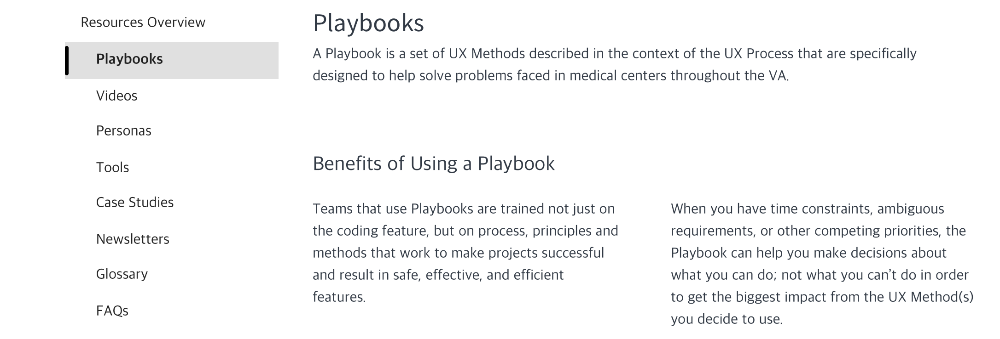 Resources Overview
Playbooks
Videos
Personas
Tools
Case Studies
Newsletters
Glossary
FAQs
Playbooks
A Playbook is a set of UX Methods described in the context of the UX Process that are specifically
designed to help solve problems faced in medical centers throughout the VA.
Benefits of Using a Playbook
Teams that use Playbooks are trained not just on
the coding feature, but on process, principles and
methods that work to make projects successful
and result in safe, effective, and efficient
features.
When you have time constraints, ambiguous
requirements, or other competing priorities, the
Playbook can help you make decisions about
what you can do; not what you can’t do in order
to get the biggest impact from the UX Method(s)
you decide to use.